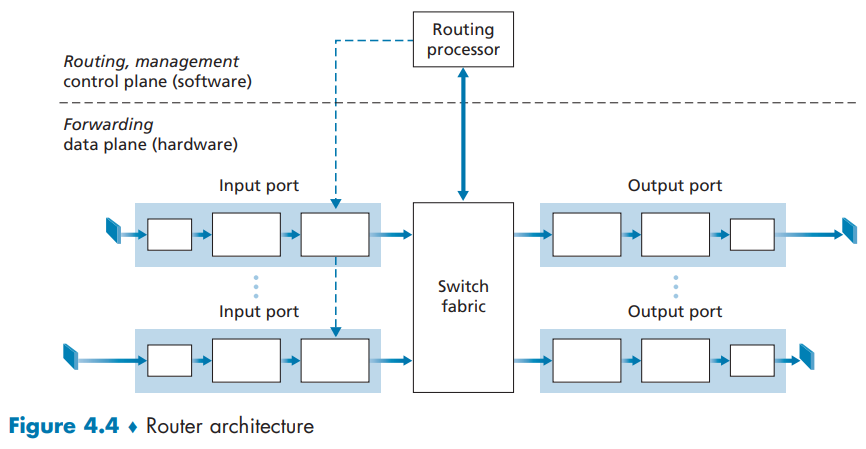 Routing
processor
Routing, management
control plane (software)
Forwarding
data plane (hardware)
Input port
Output port
Switch
fabric
Input port
Output port
Figure 4.4 ♦ Router architecture